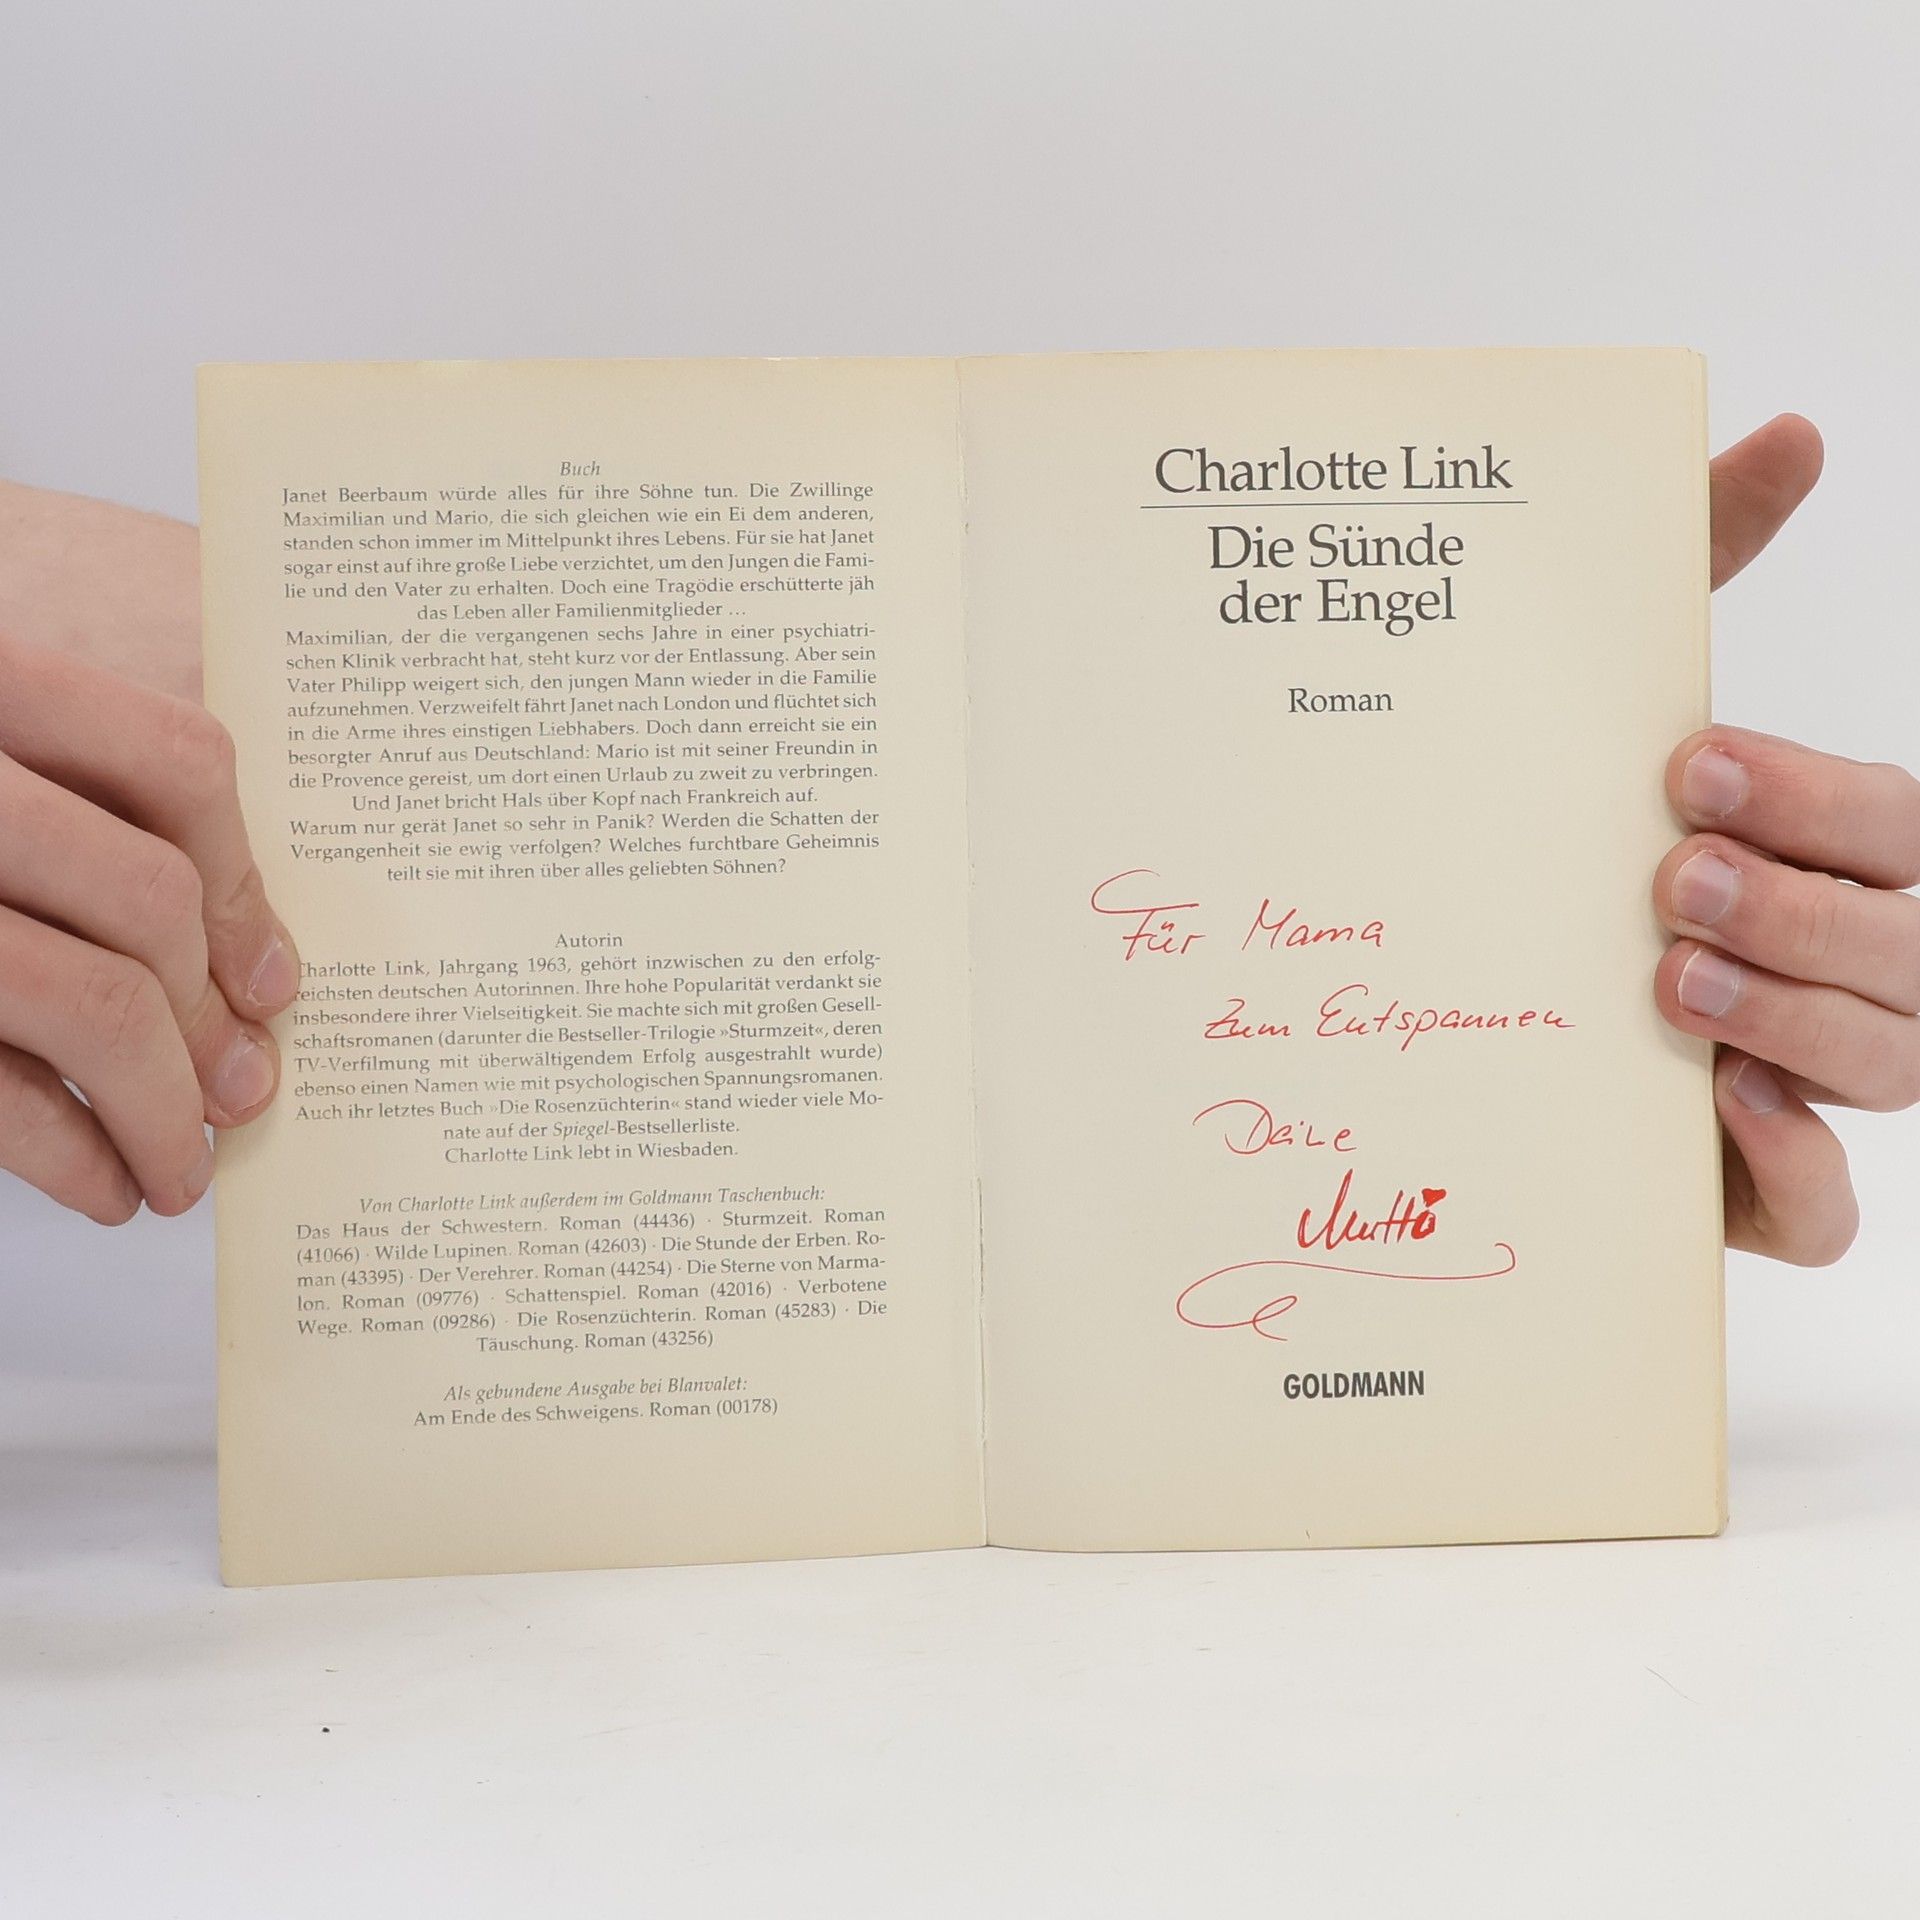 Buch
Janet Beerbaum würde alles für ihre Söhne tun. Die Zwillinge
Maximilian und Mario, die sich gleichen wie ein Ei dem anderen,
standen schon immer im Mittelpunkt ihres Lebens. Für sie hat Janet
sogar einst auf ihre große Liebe verzichtet, um den Jungen die Fami-
lie und den Vater zu erhalten. Doch eine Tragödie erschütterte jäh
das Leben aller Familienmitglieder …
Maximilian, der die vergangenen sechs Jahre in einer psychiatri-
schen Klinik verbracht hat, steht kurz vor der Entlassung. Aber sein
Vater Philipp weigert sich, den jungen Mann wieder in die Familie
aufzunehmen. Verzweifelt fährt Janet nach London und flüchtet sich
in die Arme ihres einstigen Liebhabers. Doch dann erreicht sie ein
besorgter Anruf aus Deutschland: Mario ist mit seiner Freundin in
die Provence gereist, um dort einen Urlaub zu zweit zu verbringen.
Und Janet bricht Hals über Kopf nach Frankreich auf.
Warum nur gerät Janet so sehr in Panik? Werden die Schatten der
Vergangenheit sie ewig verfolgen? Welches furchtbare Geheimnis
teilt sie mit ihren über alles geliebten Söhnen?
Autorin
Charlotte Link, Jahrgang 1963, gehört inzwischen zu den erfolg-
reichsten deutschen Autorinnen. Ihre hohe Popularität verdankt sie
insbesondere ihrer Vielseitigkeit. Sie machte sich mit großen Gesell-
schaftsromanen (darunter die Bestseller-Trilogie »Sturmzeit«, deren
TV-Verfilmung mit überwältigendem Erfolg ausgestrahlt wurde)
ebenso einen Namen wie mit psychologischen Spannungsromanen.
Auch ihr letztes Buch »Die Rosenzüchterin« stand wieder viele Mo-
nate auf der Spiegel-Bestsellerliste.
Charlotte Link lebt in Wiesbaden.
Von Charlotte Link außerdem im Goldmann Taschenbuch:
Das Haus der Schwestern. Roman (44436) · Sturmzeit. Roman
(41066) · Wilde Lupinen. Roman (42603) · Die Stunde der Erben. Ro-
man (43395) · Der Verehrer. Roman (44254) · Die Sterne von Marma-
lon. Roman (09776) · Schattenspiel. Roman (42016) · Verbotene
Wege. Roman (09286) · Die Rosenzüchterin. Roman (45283) · Die
Täuschung. Roman (43256)
Als gebundene Ausgabe bei Blanvalet:
Am Ende des Schweigens. Roman (00178)
Charlotte Link
Die Sünde
der Engel
Roman
Für Mama
Zum Entspannen
Deine
GOLDMANN